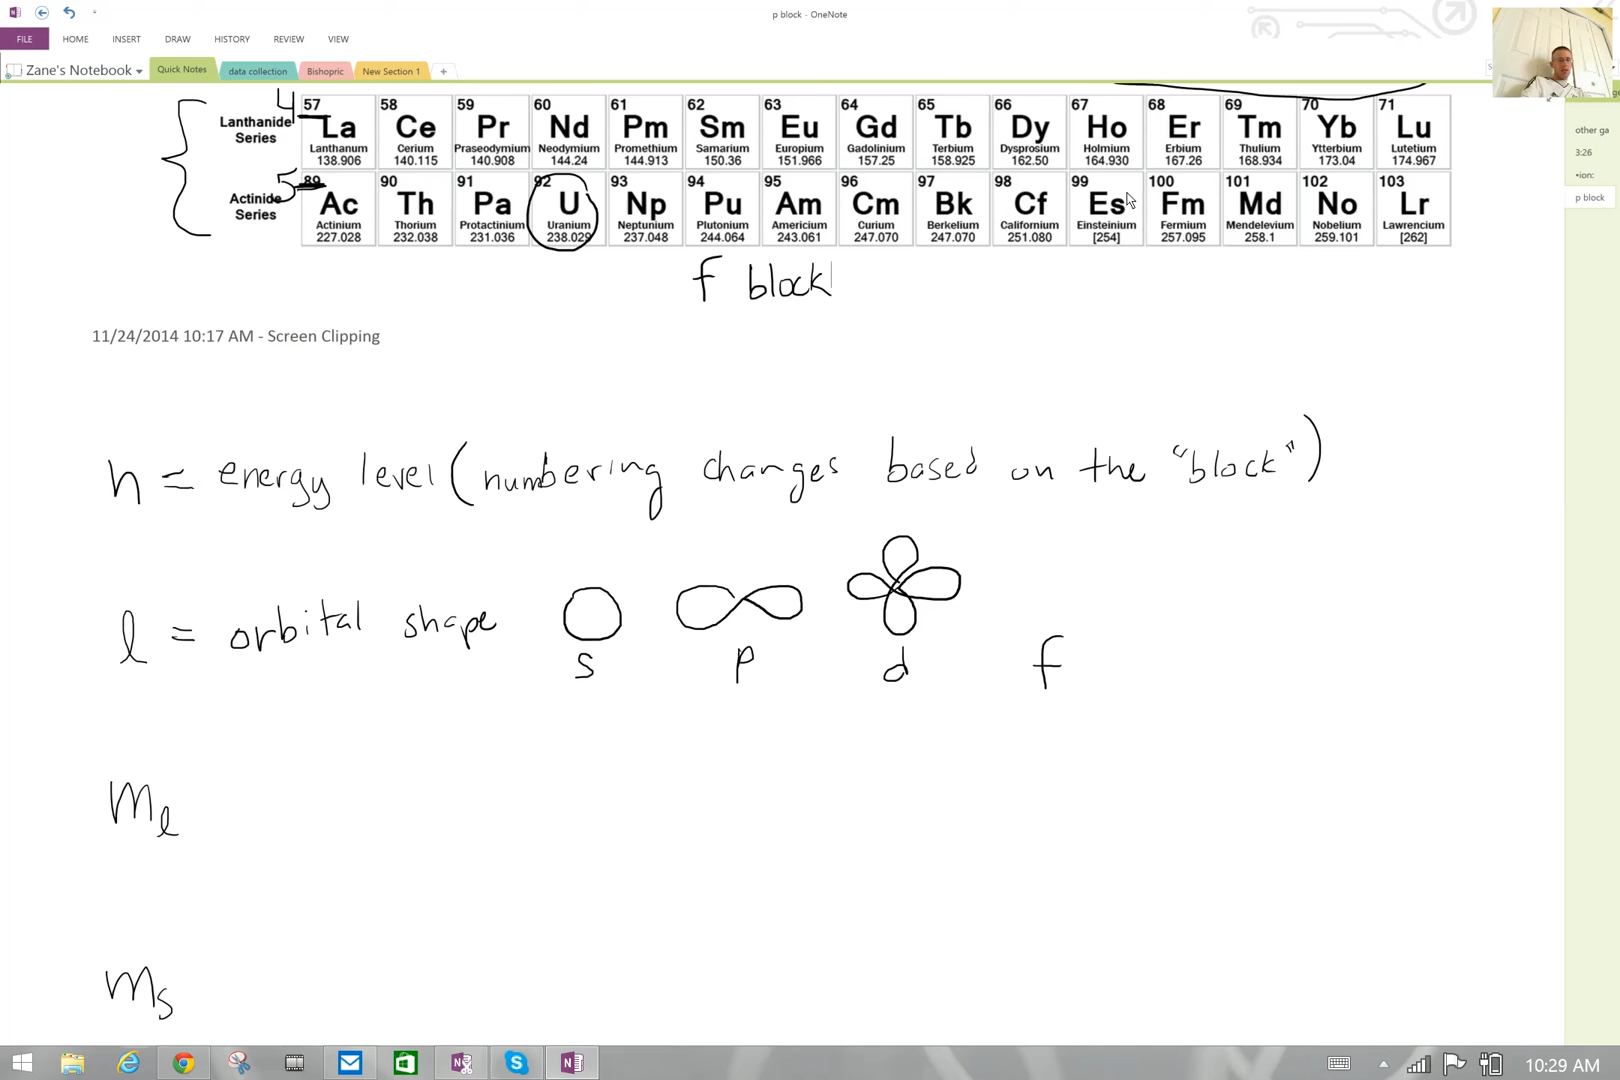 p block - OneNote
FILE HOME INSERT DRAW HISTORY REVIEW VIEW
Zane's Notebook Quick Notes data collection Bishopric New Section 1 +
other ga
3:26
•ion:
p block
4
Lanthanide Series
57 58 59 60 61 62 63 64 65 66 67 68 69 70 71
La Ce Pr Nd Pm Sm Eu Gd Tb Dy Ho Er Tm Yb Lu
Lanthanum Cerium Praseodymium Neodymium Promethium Samarium Europium Gadolinium Terbium Dysprosium Holmium Erbium Thulium Ytterbium Lutetium
138.906 140.115 140.908 144.24 144.913 150.36 151.966 157.25 158.925 162.50 164.930 167.26 168.934 173.04 174.967
5
Actinide Series
89 90 91 92 93 94 95 96 97 98 99 100 101 102 103
Ac Th Pa U Np Pu Am Cm Bk Cf Es Fm Md No Lr
Actinium Thorium Protactinium Uranium Neptunium Plutonium Americium Curium Berkelium Californium Einsteinium Fermium Mendelevium Nobelium Lawrencium
227.028 232.038 231.036 238.029 237.048 244.064 243.061 247.070 247.070 251.080 [254] 257.095 258.1 259.101 [262]
f block
11/24/2014 10:17 AM - Screen Clipping
n = energy level (numbering changes based on the "block")
l = orbital shape
s p d f
ml
ms
10:29 AM